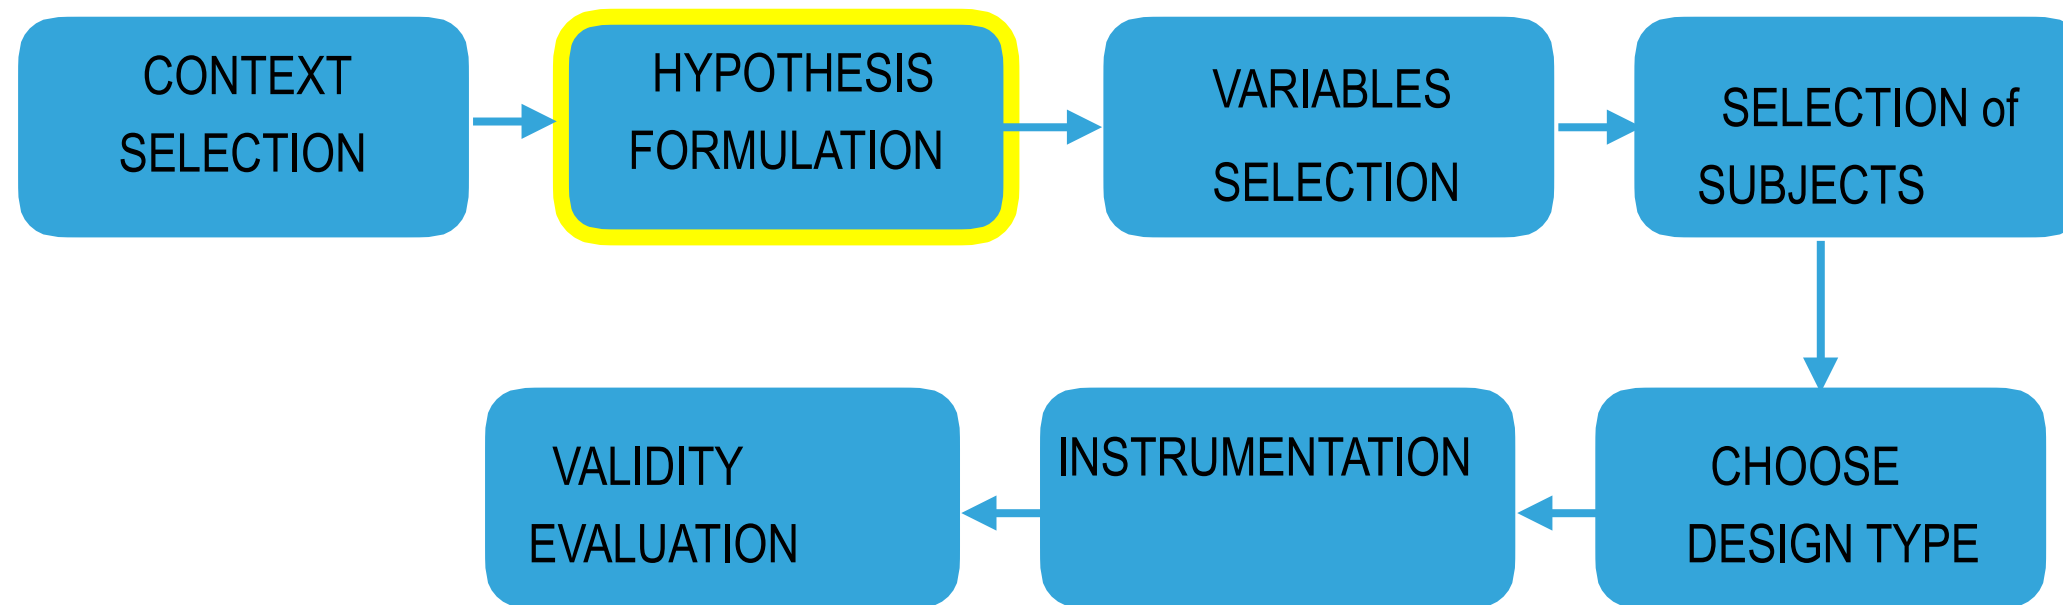 CONTEXT
SELECTION
HYPOTHESIS
FORMULATION
VARIABLES
SELECTION
SELECTION of
SUBJECTS
CHOOSE
DESIGN TYPE
INSTRUMENTATION
VALIDITY
EVALUATION